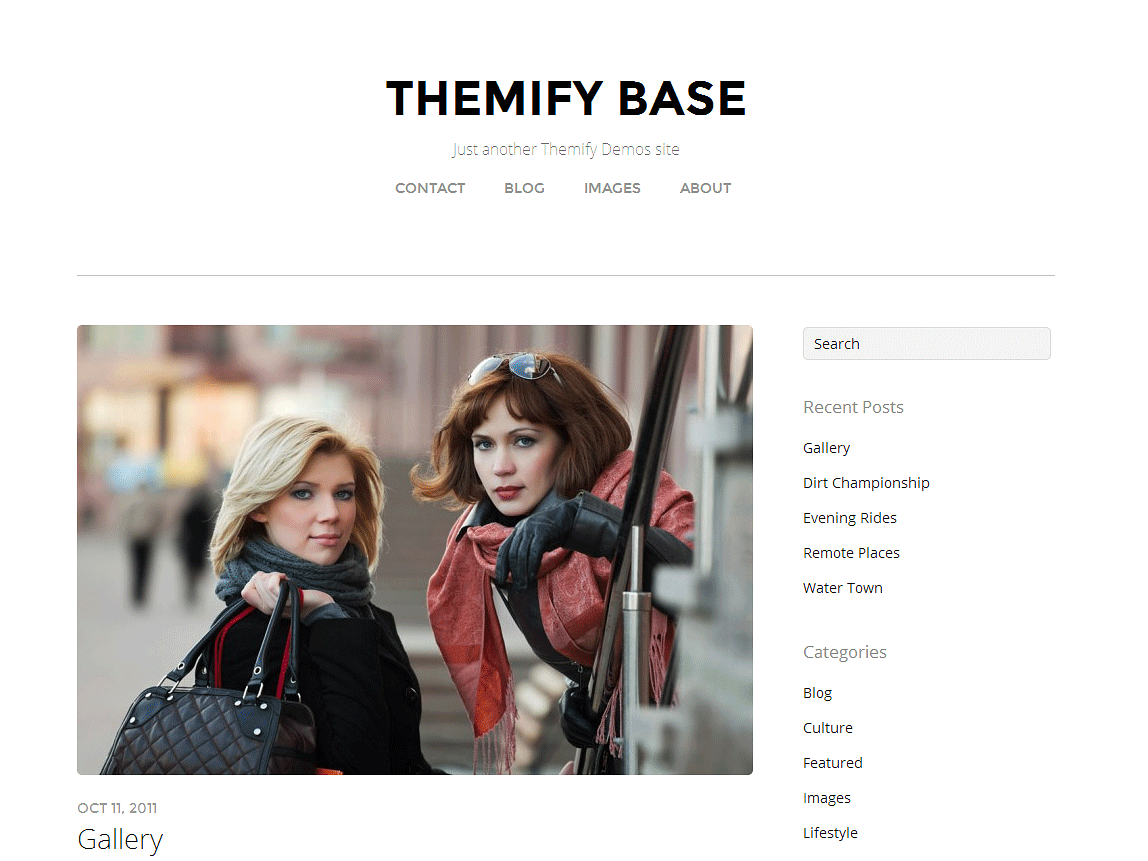 THEMIFY BASE
Just another Themify Demos site
CONTACT BLOG IMAGES ABOUT
OCT 11, 2011
Gallery
Search
Recent Posts
Gallery
Dirt Championship
Evening Rides
Remote Places
Water Town
Categories
Blog
Culture
Featured
Images
Lifestyle